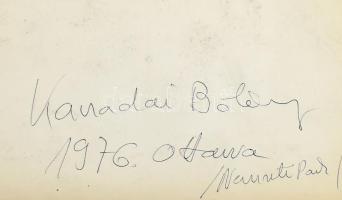 Kanadai Bölény
1976. Ottawa